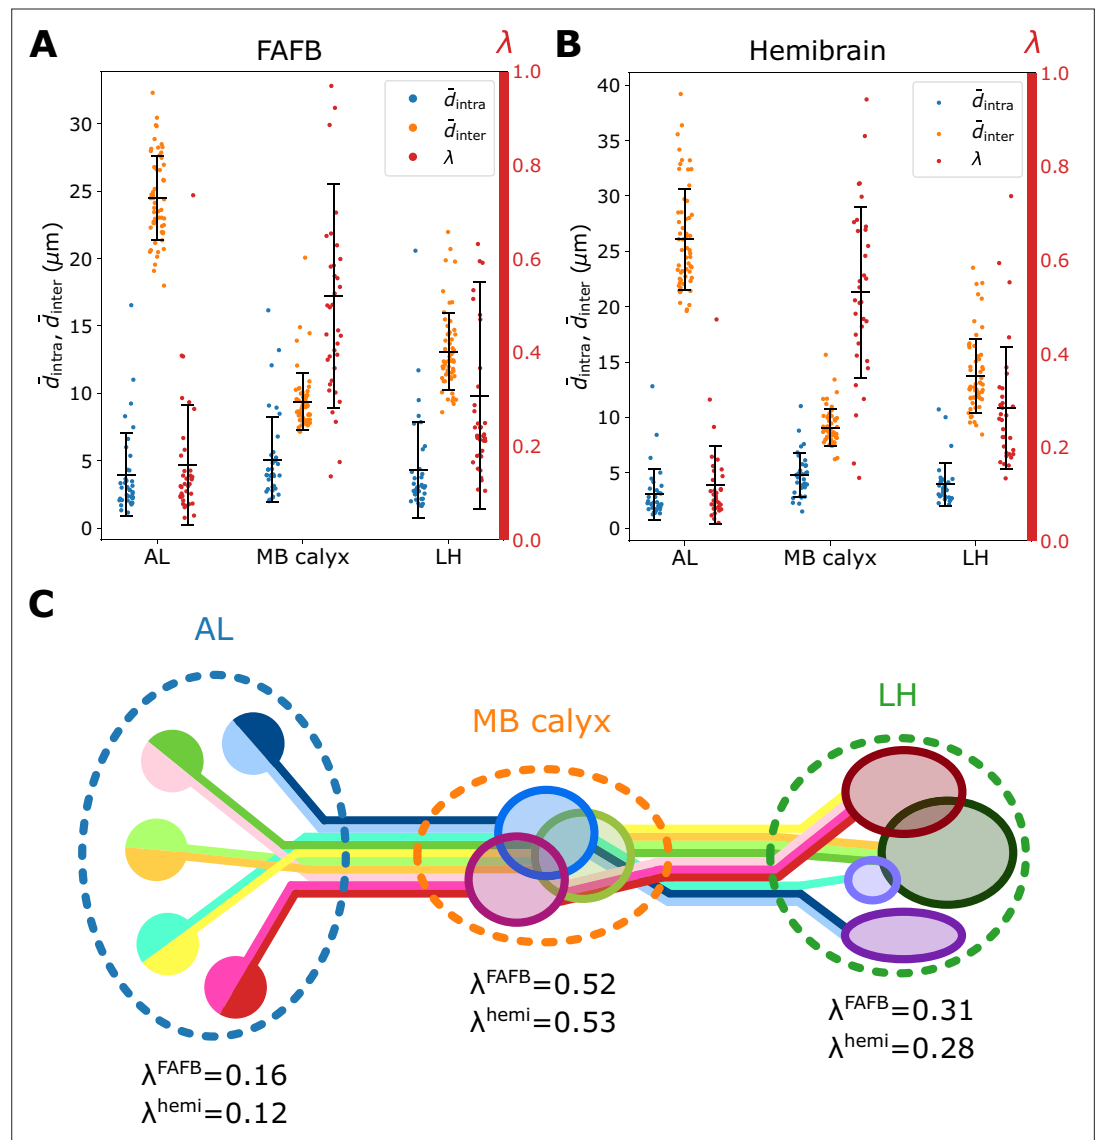 A
FAFB
λ
d̄intra, d̄inter (μm)
30
25
20
15
10
5
0
d̄intra
d̄inter
λ
1.0
0.8
0.6
0.4
0.2
0.0
AL
MB calyx
LH
B
Hemibrain
λ
d̄intra, d̄inter (μm)
40
35
30
25
20
15
10
5
0
d̄intra
d̄inter
λ
1.0
0.8
0.6
0.4
0.2
0.0
AL
MB calyx
LH
C
AL
MB calyx
LH
λFAFB=0.16
λhemi=0.12
λFAFB=0.52
λhemi=0.53
λFAFB=0.31
λhemi=0.28